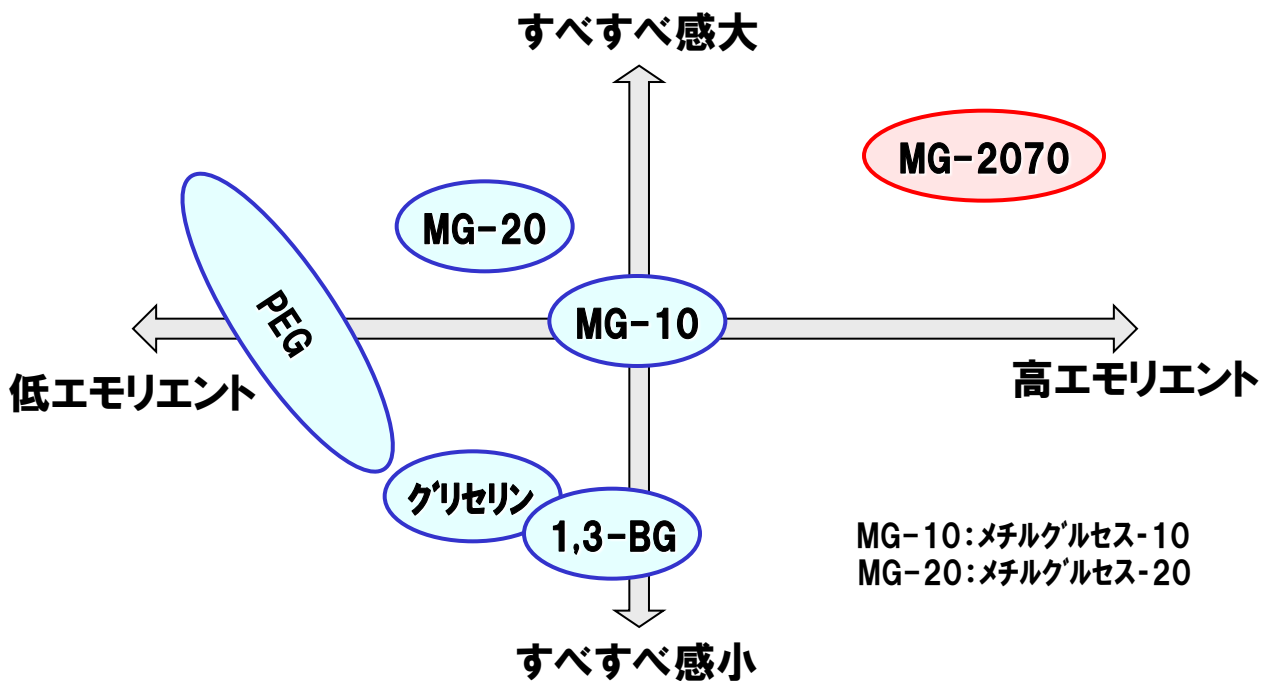 すべすべ感大
MG-2070
MG-20
PEG
MG-10
低エモリエント
高エモリエント
グリセリン
1,3-BG
MG-10:メチルグルセス-10
MG-20:メチルグルセス-20
すべすべ感小